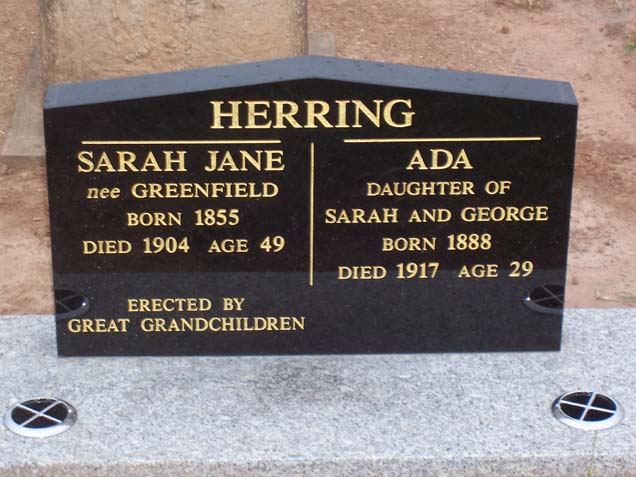 HERRING
SARAH JANE
nee GREENFIELD
BORN 1855
DIED 1904 AGE 49
ADA
DAUGHTER OF
SARAH AND GEORGE
BORN 1888
DIED 1917 AGE 29
ERECTED BY
GREAT GRANDCHILDREN